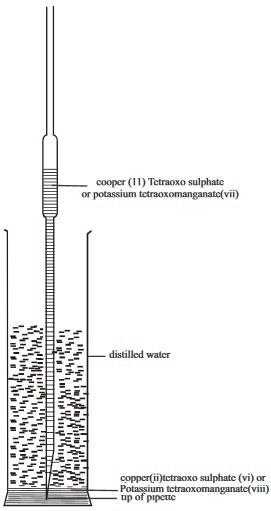 cooper (11) Tetraoxo sulphate
or potassium tetraoxomanganate(vii)
distilled water
copper(ii)tetraoxo sulphate (vi) or
Potassium tetraoxomanganate(viii)
up of pipette